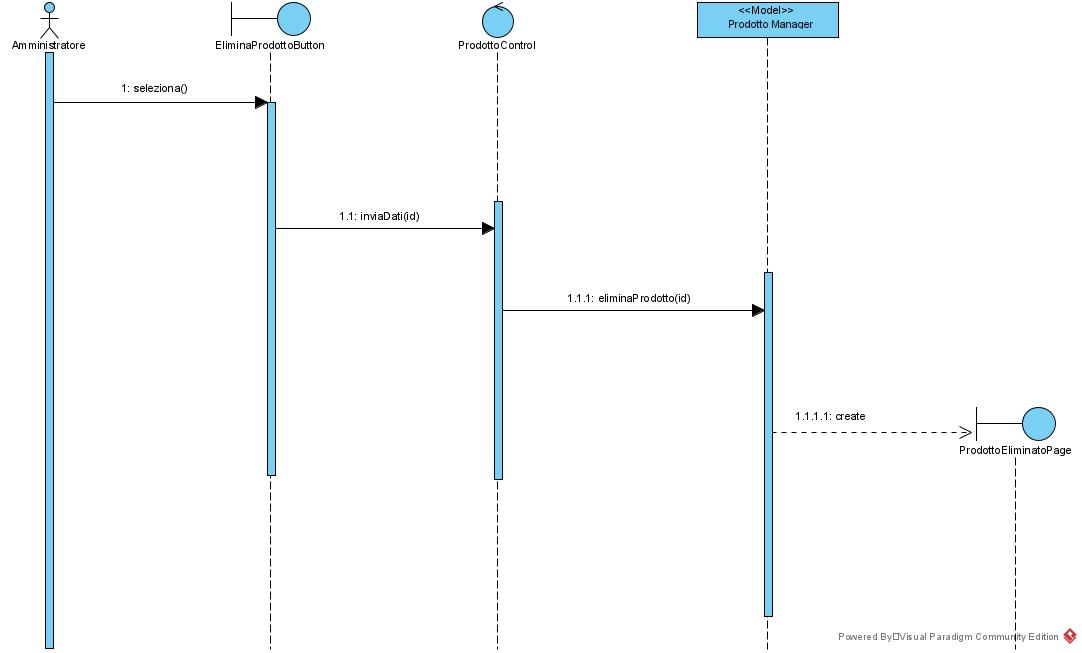 Amministratore
EliminaProdottoButton
ProdottoControl
<<Model>>
Prodotto Manager
1: seleziona()
1.1: inviaDati(id)
1.1.1: eliminaProdotto(id)
1.1.1.1: create
ProdottoEliminatoPage
Powered By□Visual Paradigm Community Edition